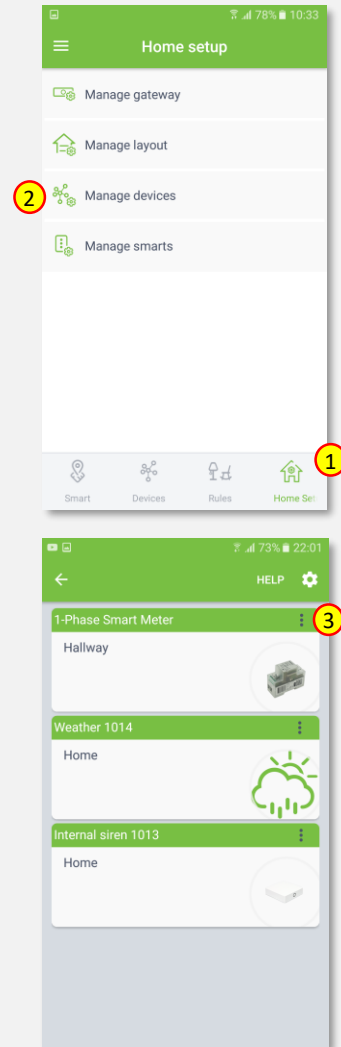 78% 10:33
Home setup
Manage gateway
Manage layout
2 Manage devices
Manage smarts
1
Smart Devices Rules Home Set
73% 22:01
HELP
1-Phase Smart Meter 3
Hallway
Weather 1014
Home
Internal siren 1013
Home